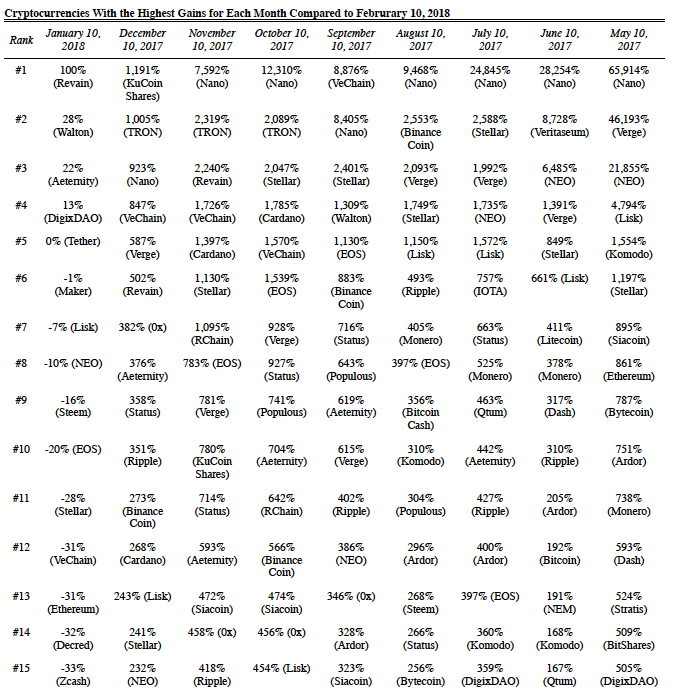 Cryptocurrencies With the Highest Gains for Each Month Compared to Februrary 10, 2018
Rank January 10, 2018 December 10, 2017 November 10, 2017 October 10, 2017 September 10, 2017 August 10, 2017 July 10, 2017 June 10, 2017 May 10, 2017
#1 100% (Revain) 1,191% (KuCoin Shares) 7,592% (Nano) 12,310% (Nano) 8,876% (VeChain) 9,468% (Nano) 24,845% (Nano) 28,254% (Nano) 65,914% (Nano)
#2 28% (Walton) 1,005% (TRON) 2,319% (TRON) 2,089% (TRON) 8,405% (Nano) 2,553% (Binance Coin) 2,588% (Stellar) 8,728% (Veritaseum) 46,193% (Verge)
#3 22% (Aeternity) 923% (Nano) 2,240% (Revain) 2,047% (Stellar) 2,401% (Stellar) 2,093% (Verge) 1,992% (Verge) 6,485% (NEO) 21,855% (NEO)
#4 13% (DigixDAO) 847% (VeChain) 1,726% (VeChain) 1,785% (Cardano) 1,309% (Walton) 1,749% (Stellar) 1,735% (NEO) 1,391% (Verge) 4,794% (Lisk)
#5 0% (Tether) 587% (Verge) 1,397% (Cardano) 1,570% (VeChain) 1,130% (EOS) 1,150% (Lisk) 1,572% (Lisk) 849% (Stellar) 1,554% (Komodo)
#6 -1% (Maker) 502% (Revain) 1,130% (Stellar) 1,539% (EOS) 883% (Binance Coin) 493% (Ripple) 757% (IOTA) 661% (Lisk) 1,197% (Stellar)
#7 -7% (Lisk) 382% (0x) 1,095% (RChain) 928% (Verge) 716% (Status) 405% (Monero) 663% (Status) 411% (Litecoin) 895% (Siacoin)
#8 -10% (NEO) 376% (Aeternity) 783% (EOS) 927% (Status) 643% (Populous) 397% (EOS) 525% (Monero) 378% (Monero) 861% (Ethereum)
#9 -16% (Steem) 358% (Status) 781% (Verge) 741% (Populous) 619% (Aeternity) 356% (Bitcoin Cash) 463% (Qtum) 317% (Dash) 787% (Bytecoin)
#10 -20% (EOS) 351% (Ripple) 780% (KuCoin Shares) 704% (Aeternity) 615% (Verge) 310% (Komodo) 442% (Aeternity) 310% (Ripple) 751% (Ardor)
#11 -28% (Stellar) 273% (Binance Coin) 714% (Status) 642% (RChain) 402% (Ripple) 304% (Populous) 427% (Ripple) 205% (Ardor) 738% (Monero)
#12 -31% (VeChain) 268% (Cardano) 593% (Aeternity) 566% (Binance Coin) 386% (NEO) 296% (Ardor) 400% (Ardor) 192% (Bitcoin) 593% (Dash)
#13 -31% (Ethereum) 243% (Lisk) 472% (Siacoin) 474% (Siacoin) 346% (0x) 268% (Steem) 397% (EOS) 191% (NEM) 524% (Stratis)
#14 -32% (Decred) 241% (Stellar) 458% (0x) 456% (0x) 328% (Ardor) 266% (Status) 360% (Komodo) 168% (Komodo) 509% (BitShares)
#15 -33% (Zcash) 232% (NEO) 418% (Ripple) 454% (Lisk) 323% (Siacoin) 256% (Bytecoin) 359% (DigixDAO) 167% (Qtum) 505% (DigixDAO)